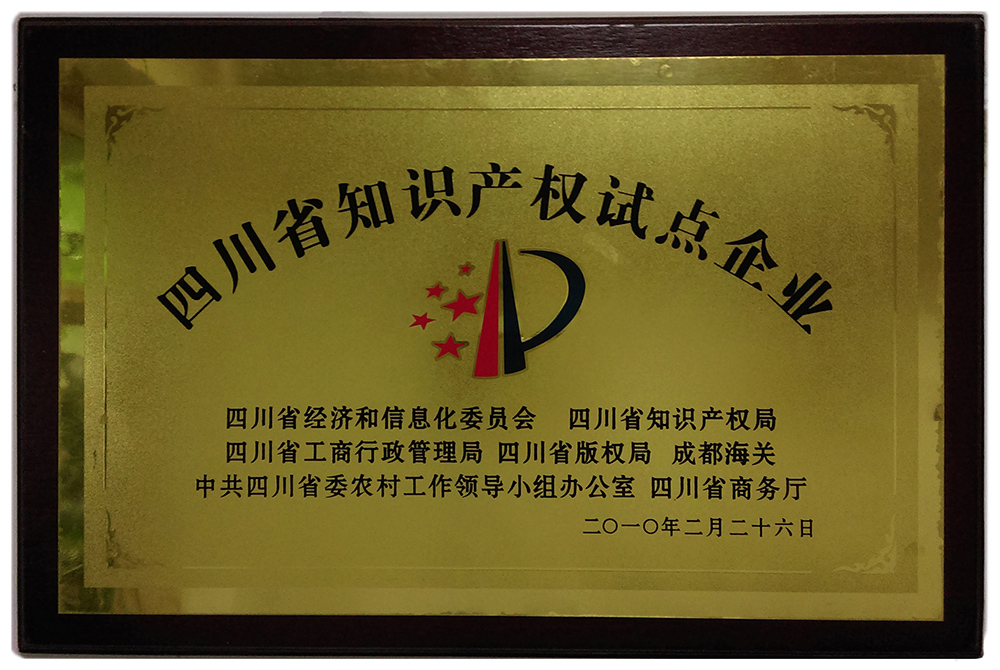 四川省知识产权试点企业
四川省经济和信息化委员会 四川省知识产权局
四川省工商行政管理局 四川省版权局 成都海关
中共四川省委农村工作领导小组办公室 四川省商务厅
二〇一〇年二月二十六日